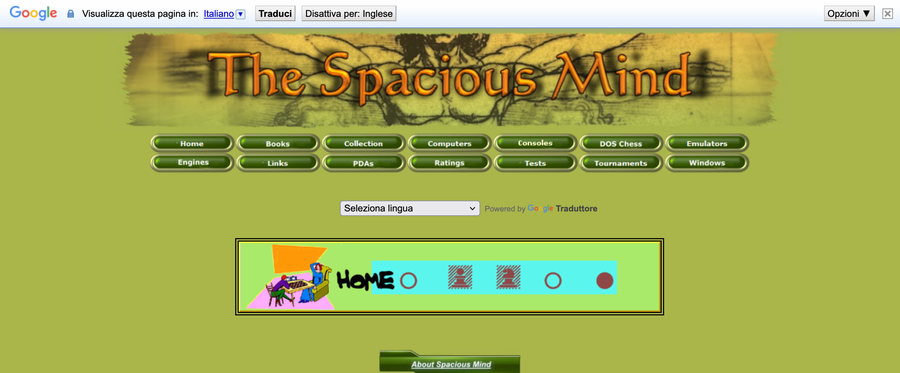 Google Visualizza questa pagina in: Italiano Traduci Disattiva per: Inglese Opzioni ▼
The Spacious Mind
Home Books Collection Computers Consoles DOS Chess Emulators
Engines Links PDAs Ratings Tests Tournaments Windows
Seleziona lingua Powered by Google Traduttore
HOME
About Spacious Mind